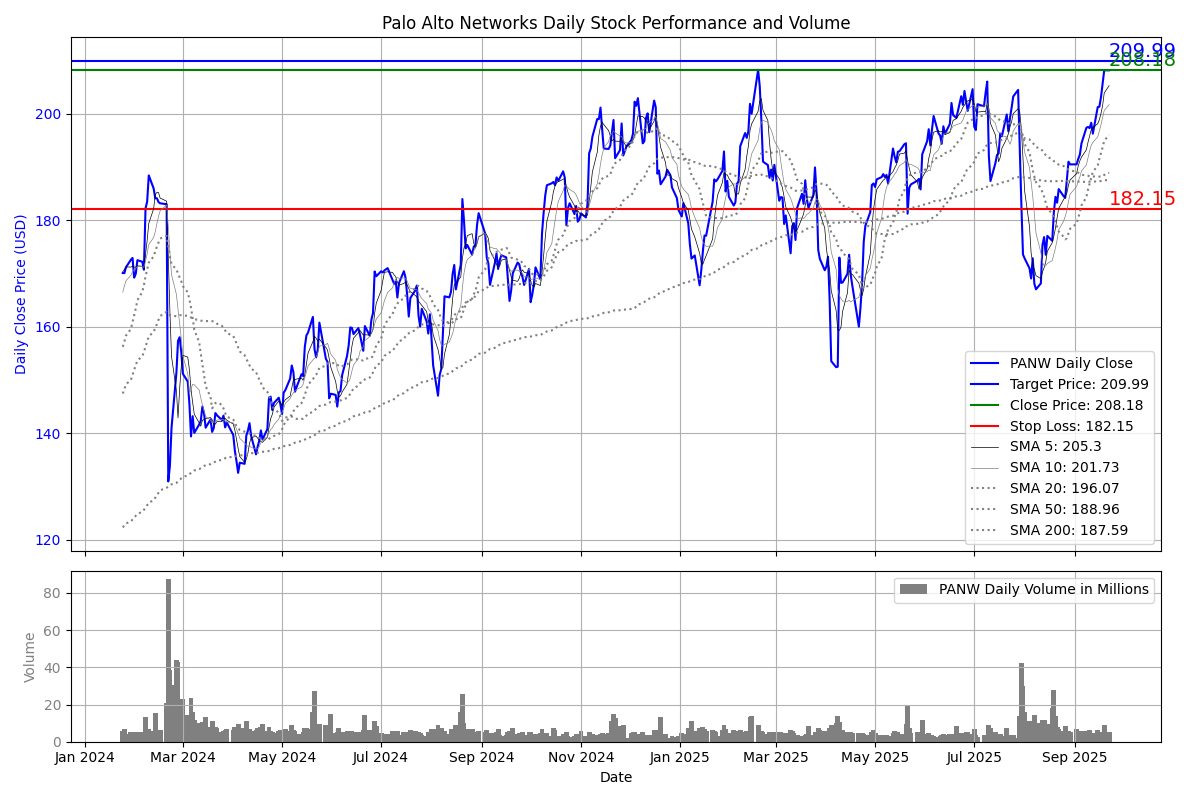 Palo Alto Networks Daily Stock Performance and Volume
209.99
208.18
200
182.15
180
160
140
120
Daily Close Price (USD)
PANW Daily Close
Target Price: 209.99
Close Price: 208.18
Stop Loss: 182.15
SMA 5: 205.3
SMA 10: 201.73
SMA 20: 196.07
SMA 50: 188.96
SMA 200: 187.59
80
60
40
20
0
Volume
PANW Daily Volume in Millions
Jan 2024 Mar 2024 May 2024 Jul 2024 Sep 2024 Nov 2024 Jan 2025 Mar 2025 May 2025 Jul 2025 Sep 2025
Date